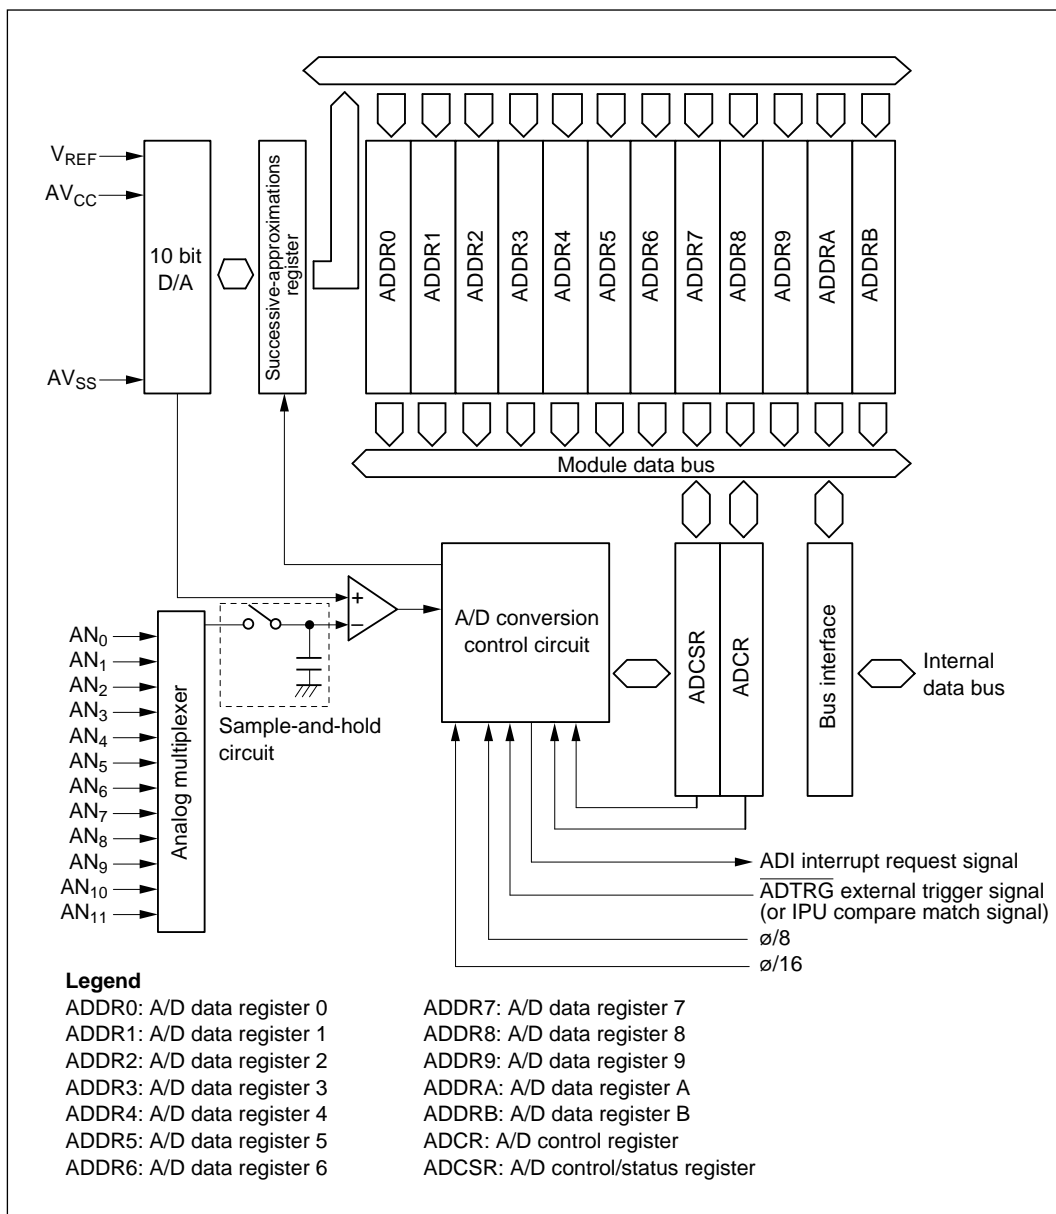 V_REF
AV_CC
AV_SS
10 bit
D/A
Successive-approximations
register
ADDR0
ADDR1
ADDR2
ADDR3
ADDR4
ADDR5
ADDR6
ADDR7
ADDR8
ADDR9
ADDRA
ADDRB
Module data bus
A/D conversion
control circuit
ADCSR
ADCR
Bus interface
Internal
data bus
+
−
Sample-and-hold
circuit
AN0
AN1
AN2
AN3
AN4
AN5
AN6
AN7
AN8
AN9
AN10
AN11
Analog multiplexer
ADI interrupt request signal
ADTRG external trigger signal
(or IPU compare match signal)
ø/8
ø/16
Legend
ADDR0: A/D data register 0
ADDR1: A/D data register 1
ADDR2: A/D data register 2
ADDR3: A/D data register 3
ADDR4: A/D data register 4
ADDR5: A/D data register 5
ADDR6: A/D data register 6
ADDR7: A/D data register 7
ADDR8: A/D data register 8
ADDR9: A/D data register 9
ADDRA: A/D data register A
ADDRB: A/D data register B
ADCR: A/D control register
ADCSR: A/D control/status register